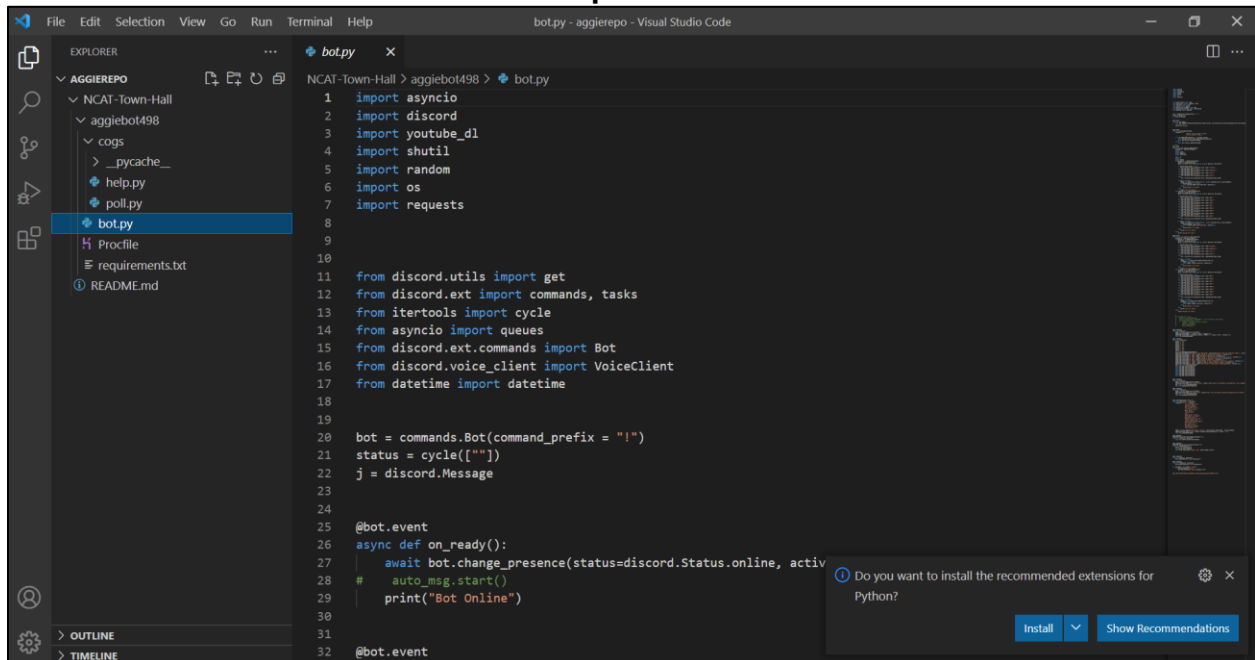 File Edit Selection View Go Run Terminal Help bot.py - aggierepo - Visual Studio Code
EXPLORER
AGGIEREPO
NCAT-Town-Hall
aggiebot498
cogs
__pycache__
help.py
poll.py
bot.py
Procfile
requirements.txt
README.md
OUTLINE
TIMELINE
bot.py
NCAT-Town-Hall > aggiebot498 > bot.py
1 import asyncio
2 import discord
3 import youtube_dl
4 import shutil
5 import random
6 import os
7 import requests
8
9
10
11 from discord.utils import get
12 from discord.ext import commands, tasks
13 from itertools import cycle
14 from asyncio import queues
15 from discord.ext.commands import Bot
16 from discord.voice_client import VoiceClient
17 from datetime import datetime
18
19
20 bot = commands.Bot(command_prefix = "!")
21 status = cycle([""])
22 j = discord.Message
23
24
25 @bot.event
26 async def on_ready():
27 await bot.change_presence(status=discord.Status.online, activ
28 # auto_msg.start()
29 print("Bot Online")
30
31
32 @bot.event
Do you want to install the recommended extensions for
Python?
Install Show Recommendations